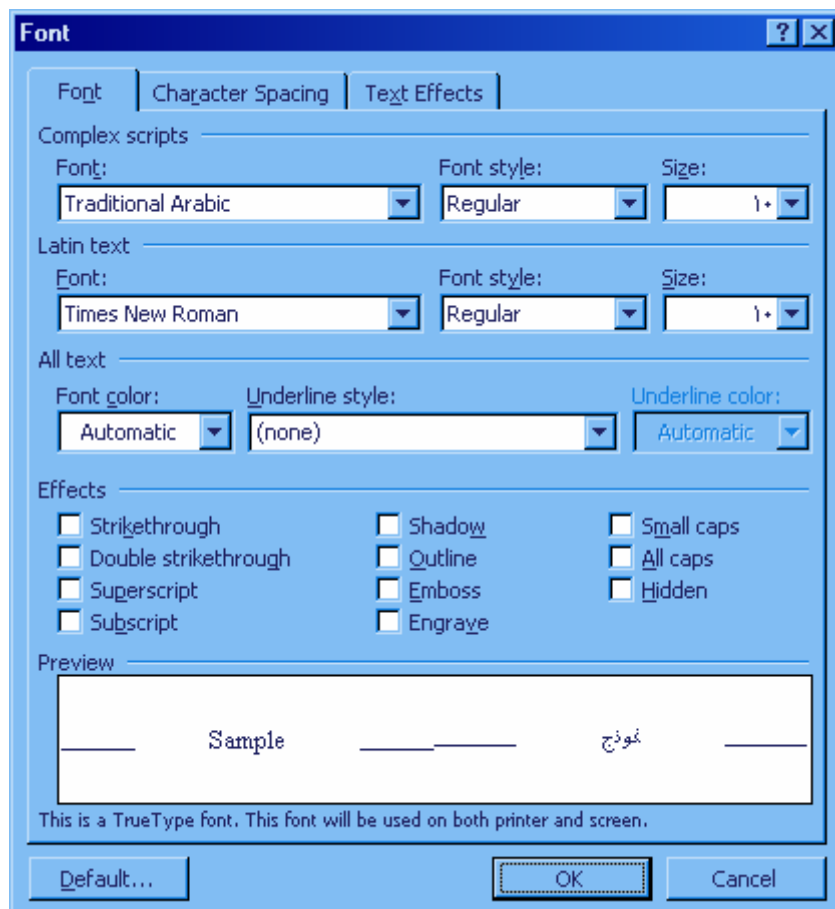 Font
Font Character Spacing Text Effects
Complex scripts
Font: Font style: Size:
Traditional Arabic Regular ١٠
Latin text
Font: Font style: Size:
Times New Roman Regular ١٠
All text
Font color: Underline style: Underline color:
Automatic (none) Automatic
Effects
Strikethrough Shadow Small caps
Double strikethrough Outline All caps
Superscript Emboss Hidden
Subscript Engrave
Preview
Sample نموذج
This is a TrueType font. This font will be used on both printer and screen.
Default... OK Cancel